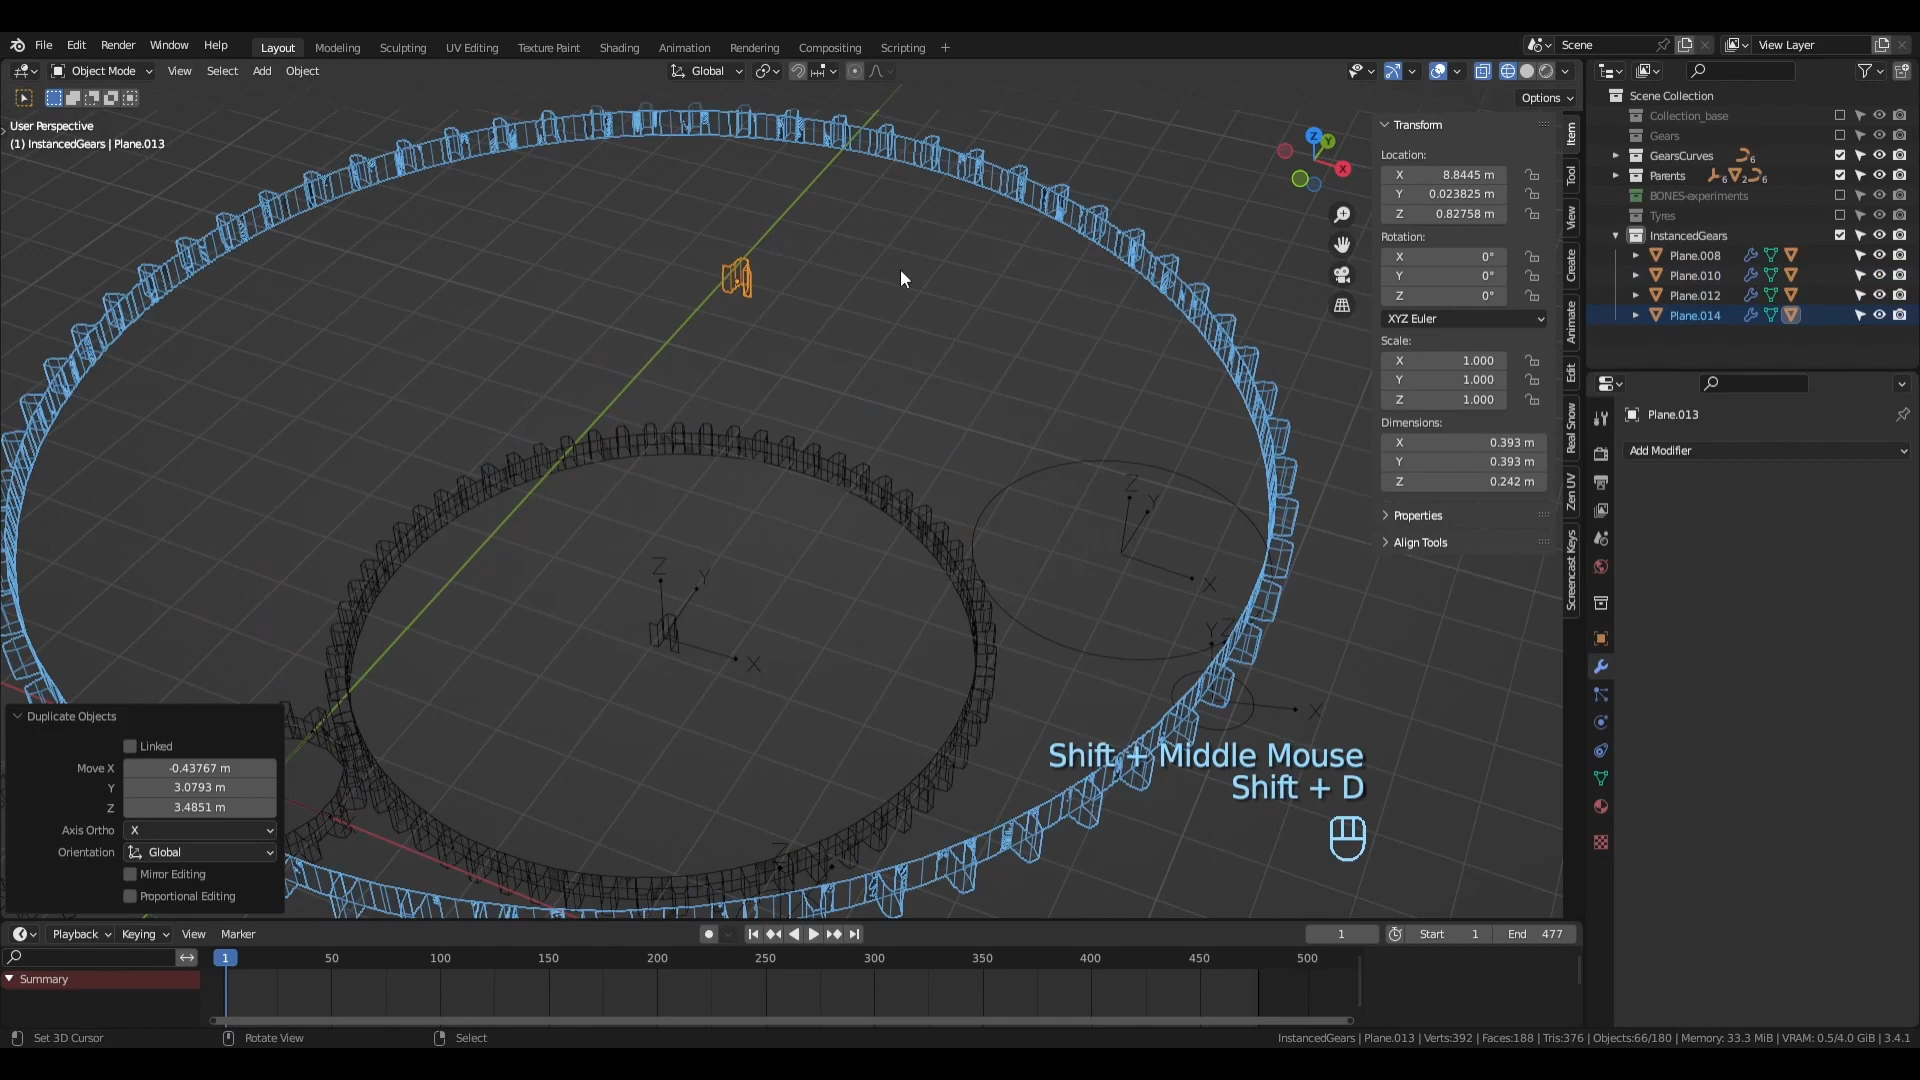 File Edit Render Window Help Layout Modeling Sculpting UV Editing Texture Paint Shading Animation Rendering Compositing Scripting + Scene View Layer
Object Mode View Select Add Object Global
Options
User Perspective
(1) InstancedGears | Plane.013
Z Y X
Z Y X
Z Y X
Y Z X
Z
Shift + Middle Mouse
Shift + D
Transform
Location:
X 8.8445 m
Y 0.023825 m
Z 0.82758 m
Rotation:
X 0°
Y 0°
Z 0°
XYZ Euler
Scale:
X 1.000
Y 1.000
Z 1.000
Dimensions:
X 0.393 m
Y 0.393 m
Z 0.242 m
Properties
Align Tools
Item
Tool
View
Create
Animate
Edit
Real Snow
Zen UV
Screencast Keys
Scene Collection
Collection_base
Gears
GearsCurves 6
Parents 6 2 6
BONES-experiments
Tyres
InstancedGears
Plane.008
Plane.010
Plane.012
Plane.014
Plane.013
Add Modifier
Duplicate Objects
Linked
Move X -0.43767 m
Y 3.0793 m
Z 3.4851 m
Axis Ortho X
Orientation Global
Mirror Editing
Proportional Editing
Playback Keying View Marker 1 Start 1 End 477
1 50 100 150 200 250 300 350 400 450 500
Summary
Set 3D Cursor Rotate View Select InstancedGears | Plane.013 | Verts:392 | Faces:188 | Tris:376 | Objects:66/180 | Memory: 33.3 MiB | VRAM: 0.5/4.0 GiB | 3.4.1